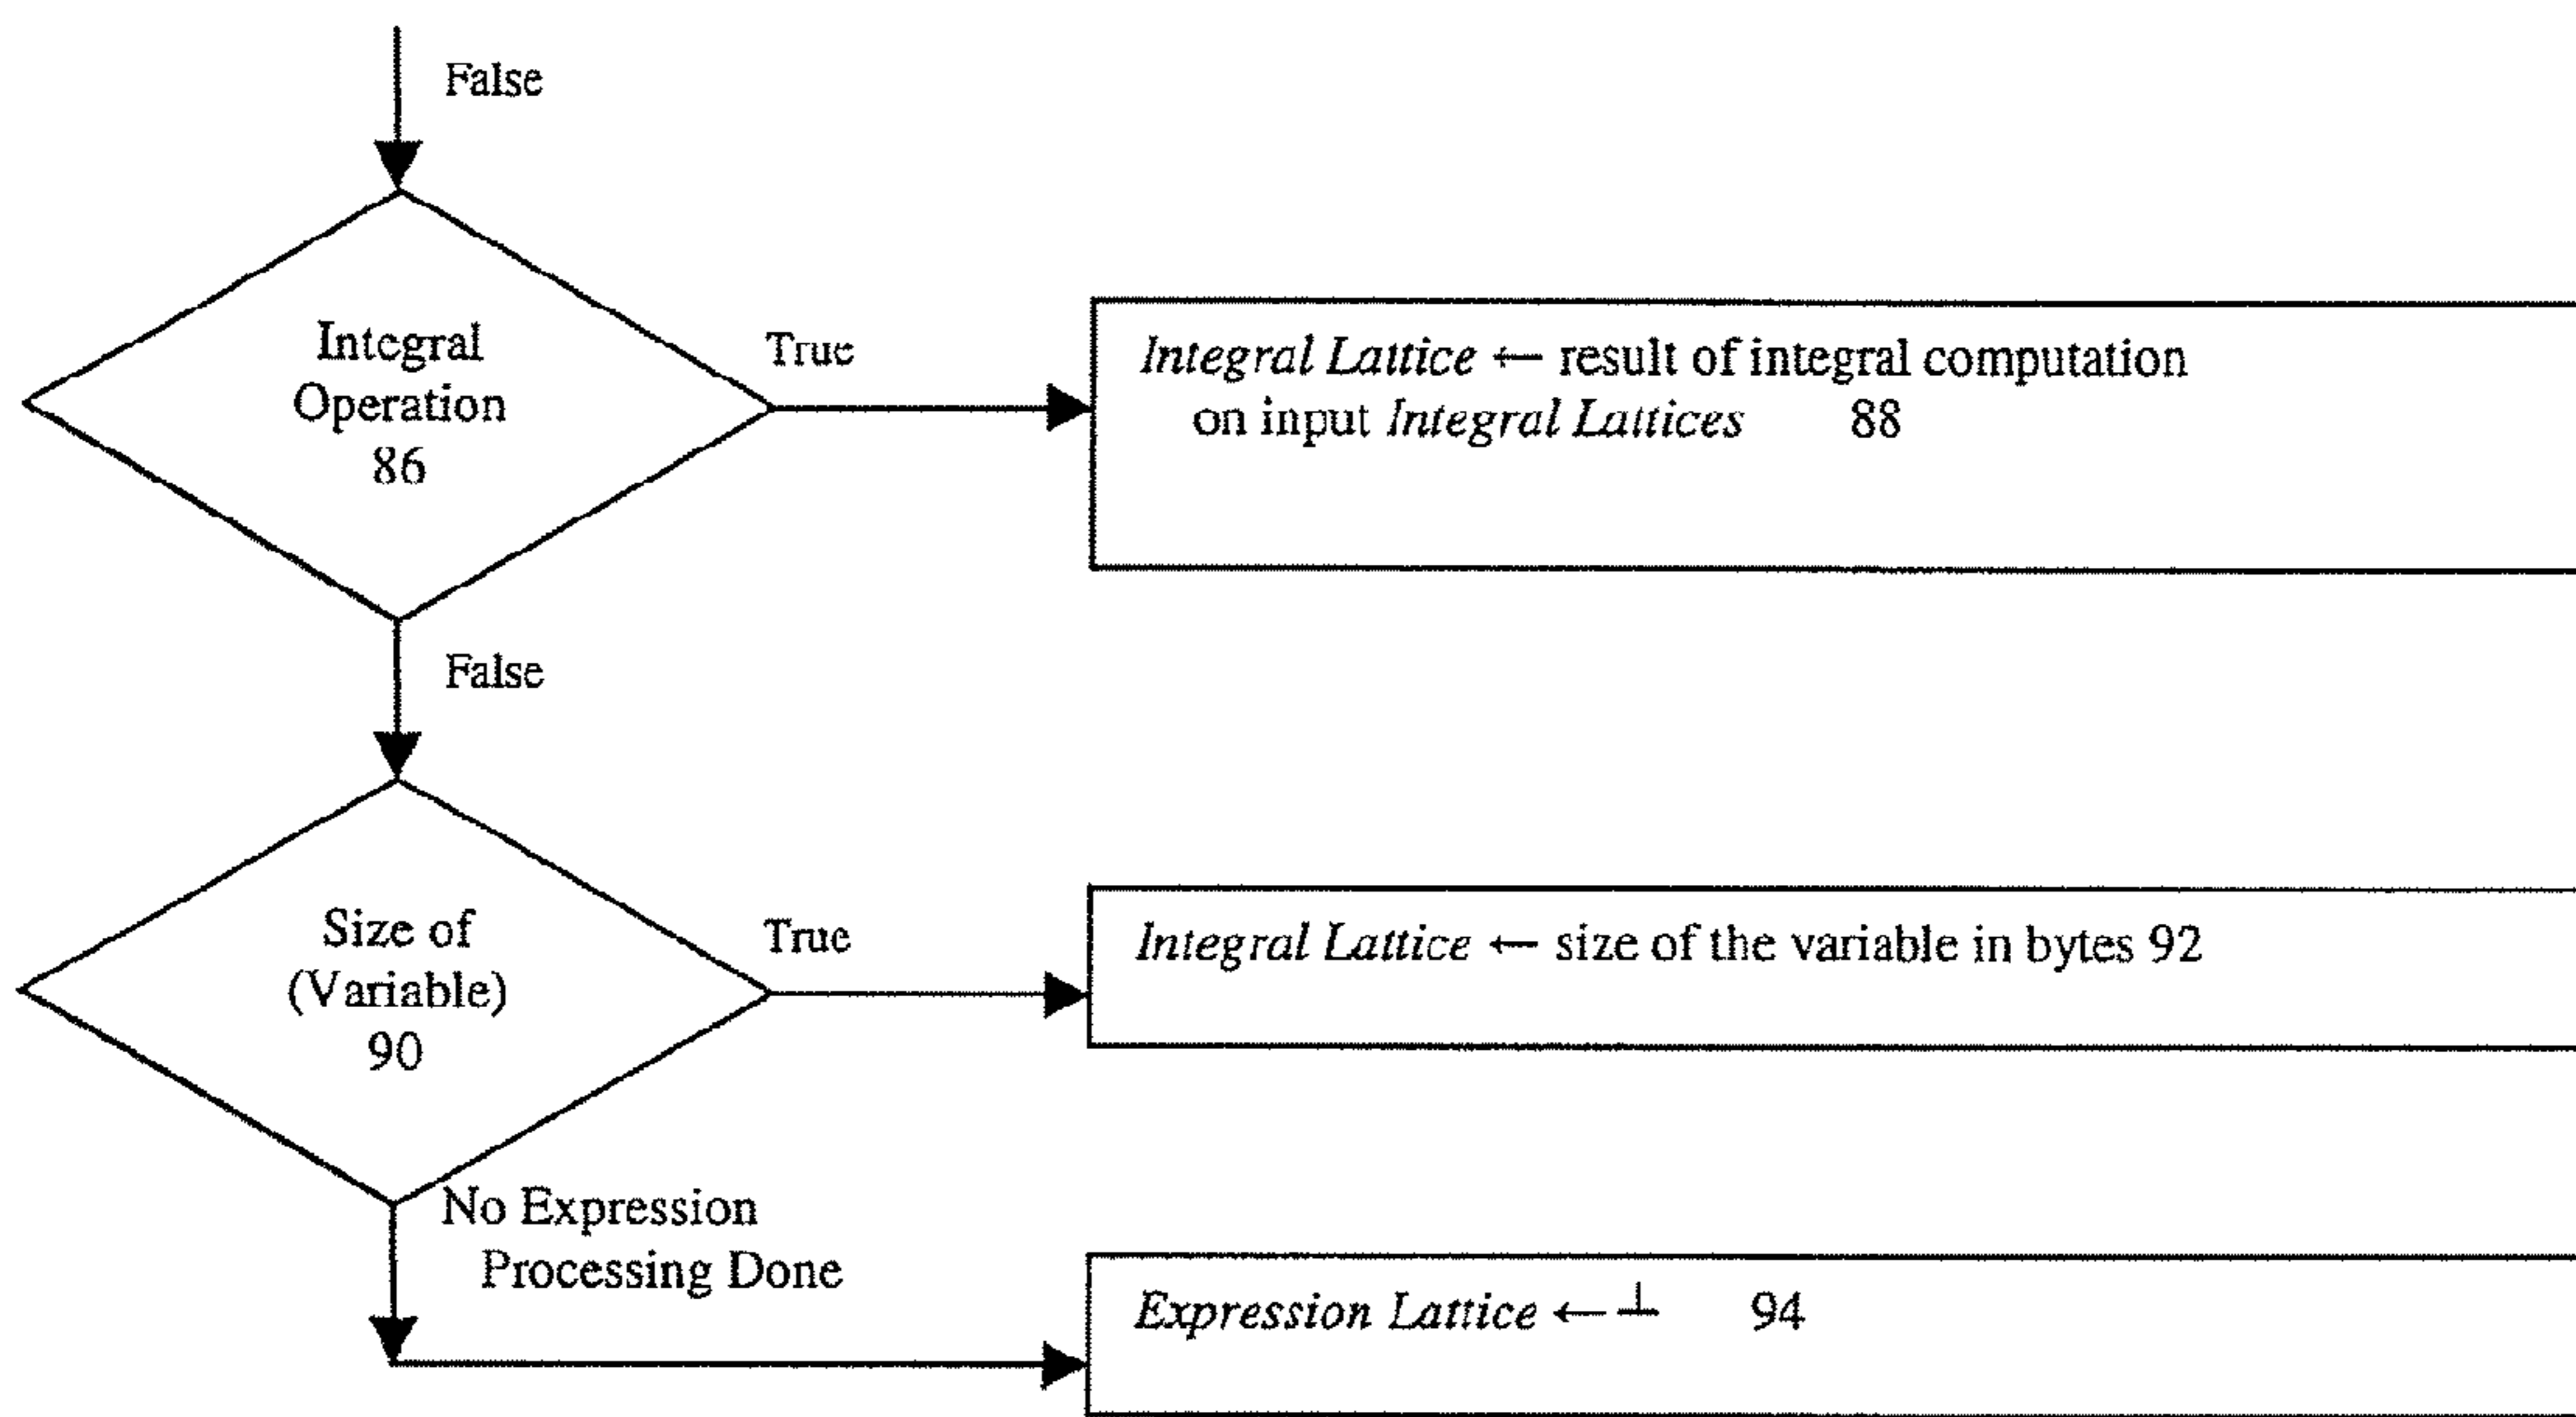 False
Integral
Operation
86
True
Integral Lattice ← result of integral computation
on input Integral Lattices 88
False
Size of
(Variable)
90
True
Integral Lattice ← size of the variable in bytes 92
No Expression
Processing Done
Expression Lattice ← ⊥ 94